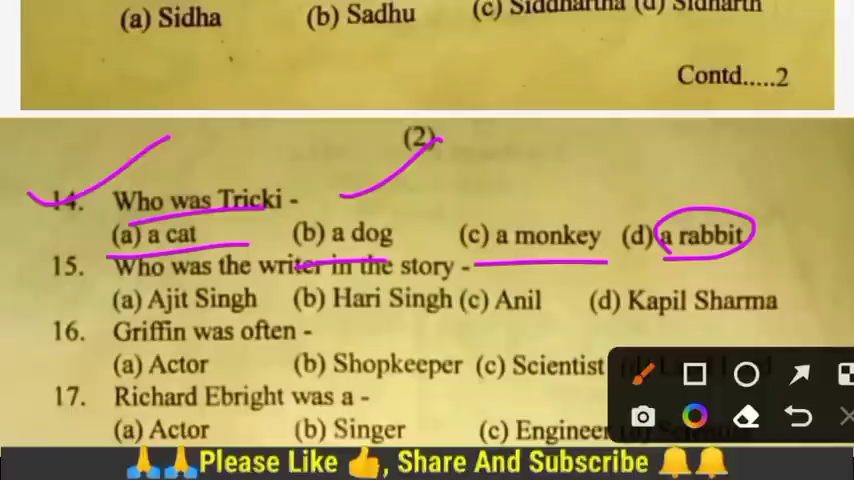 (a) Sidha (b) Sadhu (c) Siddhartha (d) Sidharth
Contd.....2
(2)
14. Who was Tricki -
(a) a cat (b) a dog (c) a monkey (d) a rabbit
15. Who was the writer in the story -
(a) Ajit Singh (b) Hari Singh (c) Anil (d) Kapil Sharma
16. Griffin was often -
(a) Actor (b) Shopkeeper (c) Scientist
17. Richard Ebright was a -
(a) Actor (b) Singer (c) Engineer
🙏🙏Please Like 👍, Share And Subscribe 🔔🔔